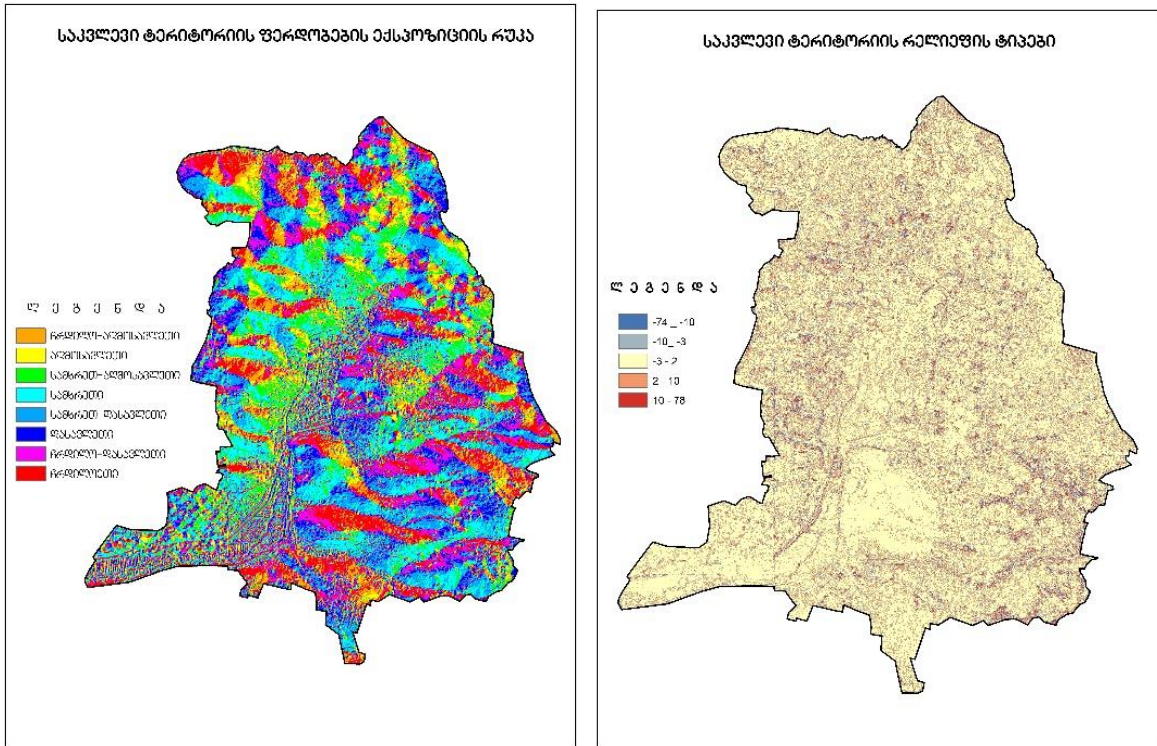 საკვლევი ტერიტორიის ფერდობების ექსპოზიციის რუკა
ლ ე გ ე ნ დ ა
ჩრდილო-აღმოსავლეთი
აღმოსავლეთი
სამხრეთ-აღმოსავლეთი
სამხრეთი
სამხრეთ-დასავლეთი
დასავლეთი
ჩრდილო-დასავლეთი
ჩრდილოეთი
საკვლევი ტერიტორიის რელიეფის ტიპები
ლ ე გ ე ნ დ ა
-74 _ -10
-10_ -3
-3 - 2
2 - 10
10 - 78